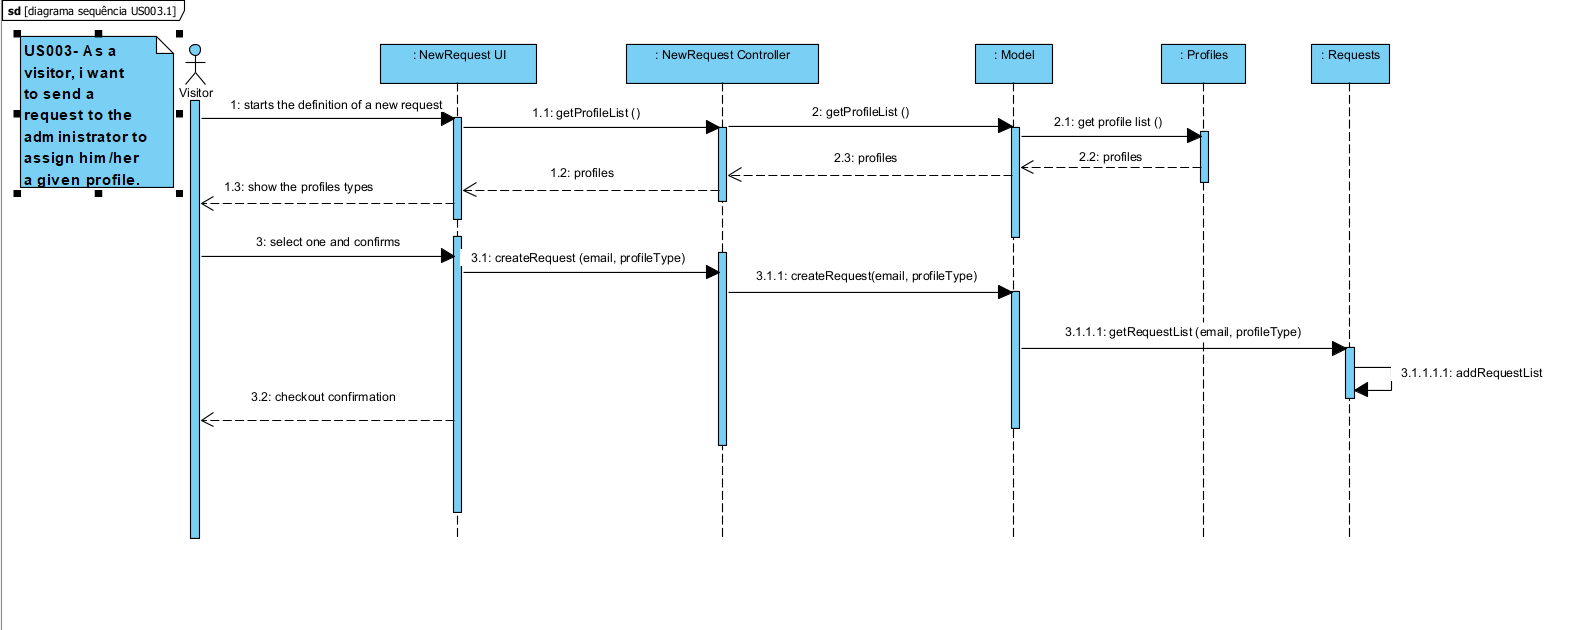 sd [diagrama sequência US003.1]
US003- As a
visitor, i want
to send a
request to the
adm inistrator to
assign him/her
a given profile.
Visitor
: NewRequest UI
: NewRequest Controller
: Model
: Profiles
: Requests
1: starts the definition of a new request
1.1: getProfileList ()
2: getProfileList ()
2.1: get profile list ()
2.2: profiles
2.3: profiles
1.2: profiles
1.3: show the profiles types
3: select one and confirms
3.1: createRequest (email, profileType)
3.1.1: createRequest(email, profileType)
3.1.1.1: getRequestList (email, profileType)
3.1.1.1.1: addRequestList
3.2: checkout confirmation